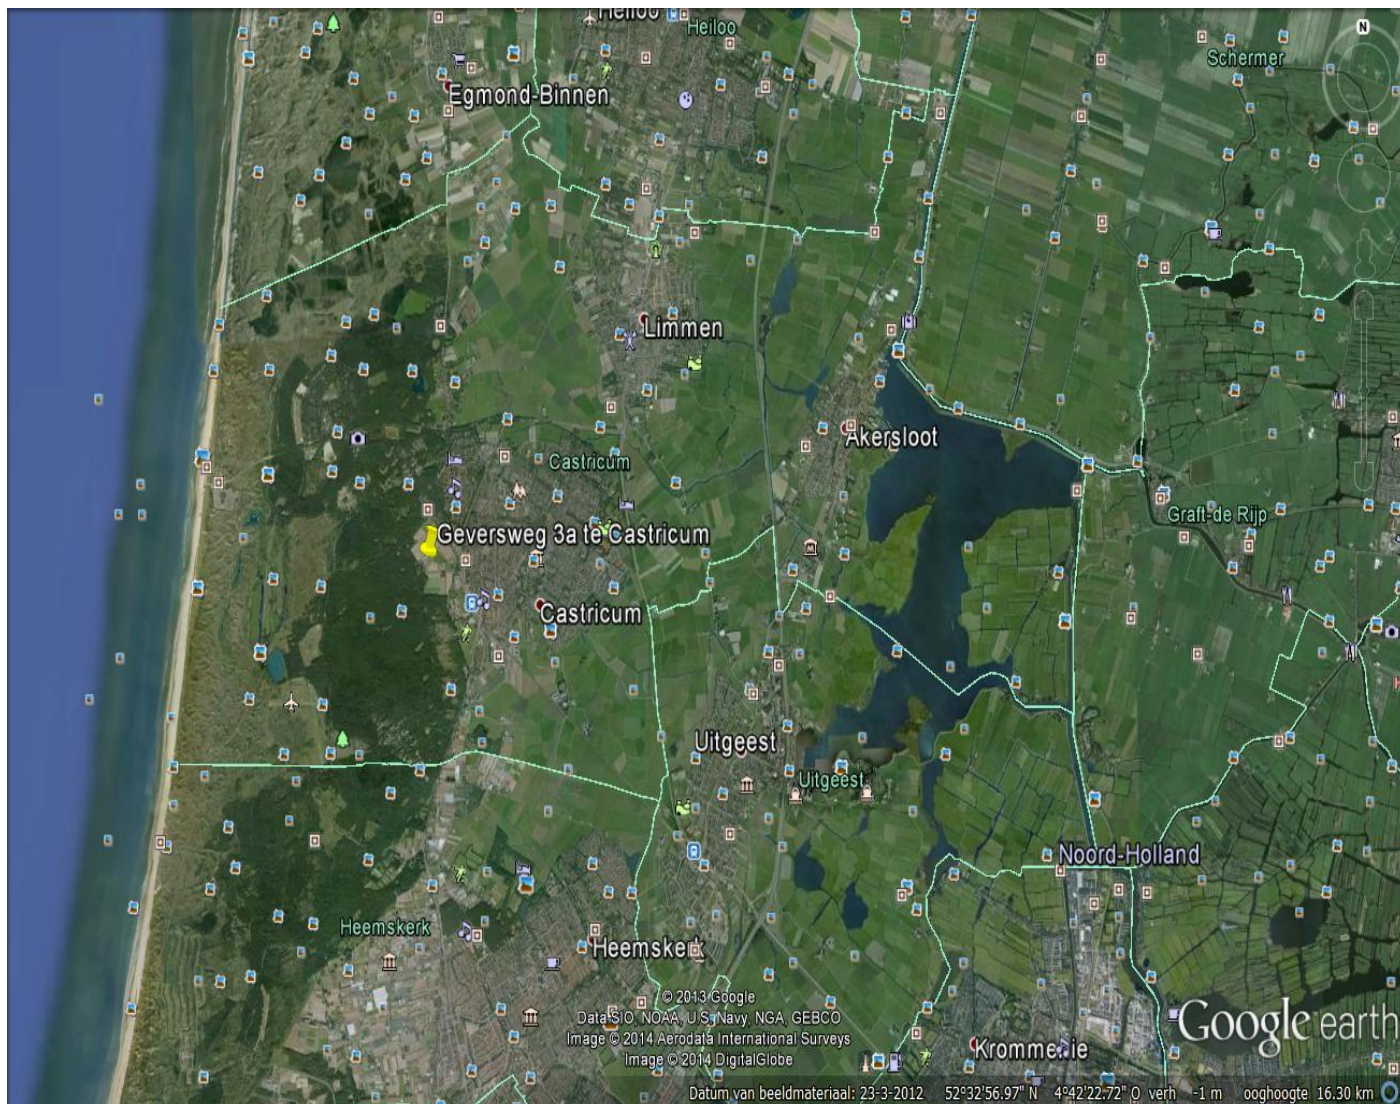 Heiloo
Heiloo
N
Schermer
Egmond-Binnen
Limmen
Akersloot
Castricum
Graft-de Rijp
Geversweg 3a te Castricum
Castricum
Uitgeest
Uitgeest
Noord-Holland
Heemskerk
Heemskerk
© 2013 Google
Data SIO, NOAA, U.S. Navy, NGA, GEBCO
Image © 2014 Aerodata International Surveys
Image © 2014 DigitalGlobe
Google earth
Krommenie
Datum van beeldmateriaal: 23-3-2012 52°32'56.97" N 4°42'22.72" O verh -1 m ooghoogte 16.30 km